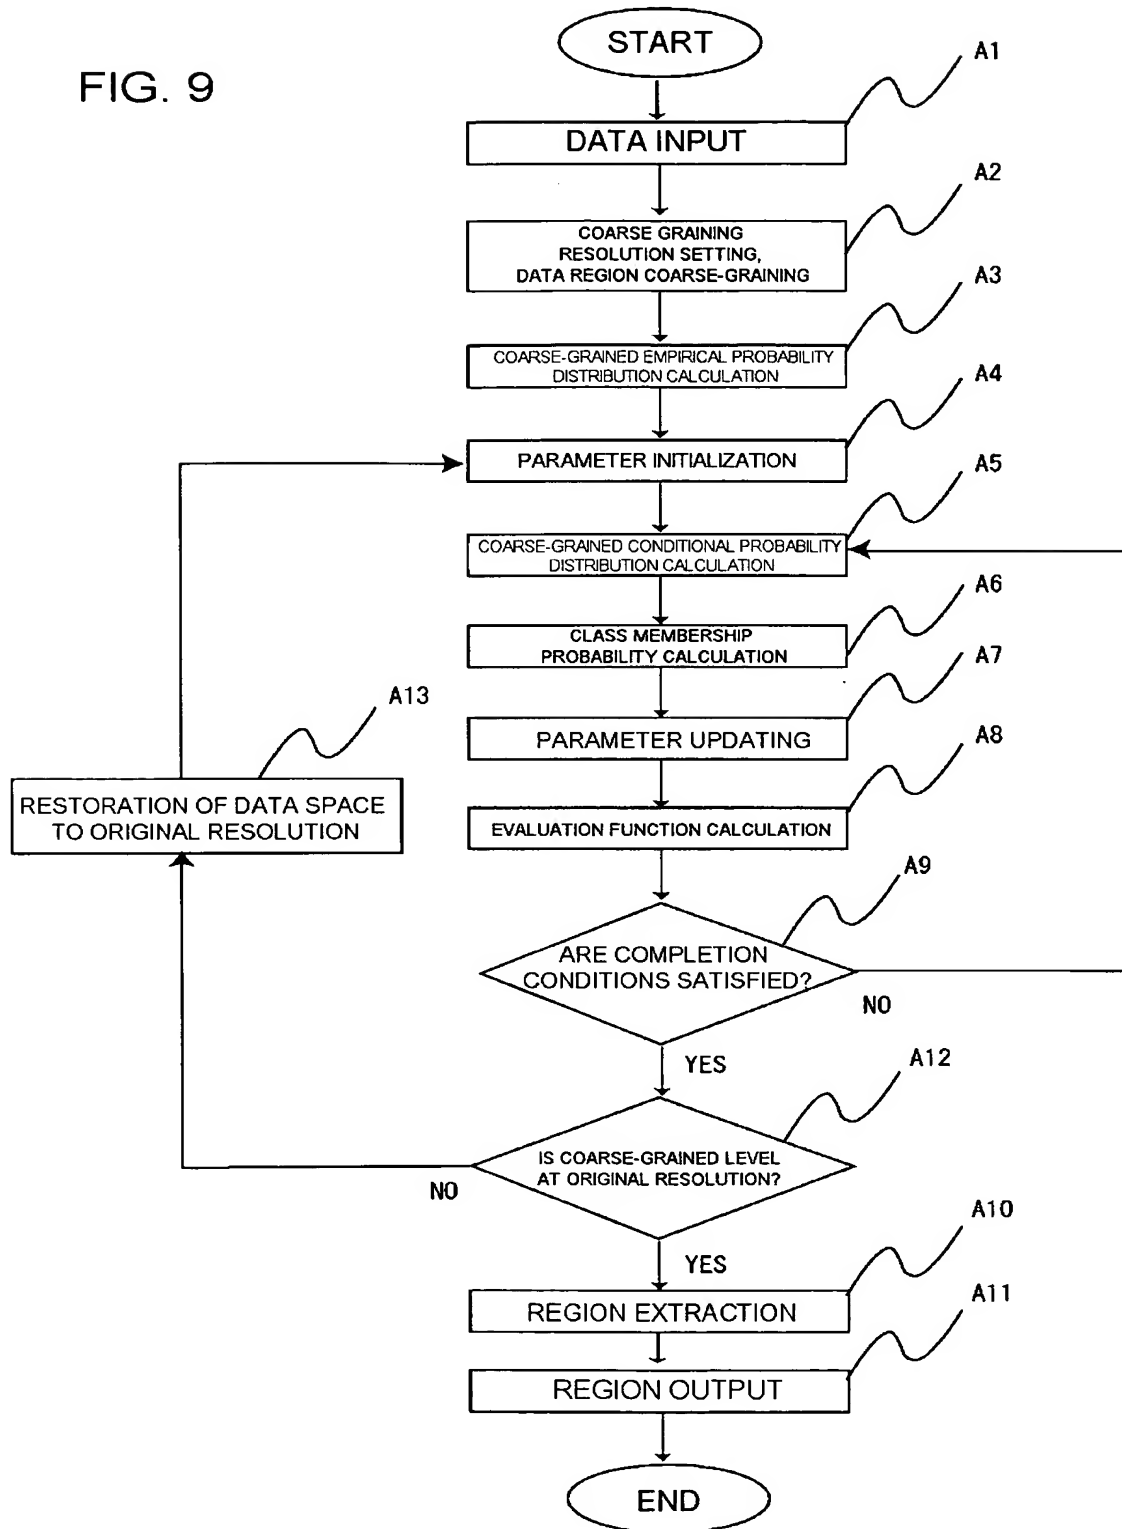 FIG. 9
START
A1
DATA INPUT
A2
COARSE GRAINING
RESOLUTION SETTING,
DATA REGION COARSE-GRAINING
A3
COARSE-GRAINED EMPIRICAL PROBABILITY
DISTRIBUTION CALCULATION
A4
PARAMETER INITIALIZATION
A5
COARSE-GRAINED CONDITIONAL PROBABILITY
DISTRIBUTION CALCULATION
A6
CLASS MEMBERSHIP
PROBABILITY CALCULATION
A7
PARAMETER UPDATING
A8
EVALUATION FUNCTION CALCULATION
A13
RESTORATION OF DATA SPACE
TO ORIGINAL RESOLUTION
A9
ARE COMPLETION
CONDITIONS SATISFIED?
NO
YES
A12
IS COARSE-GRAINED LEVEL
AT ORIGINAL RESOLUTION?
NO
YES
A10
REGION EXTRACTION
A11
REGION OUTPUT
END